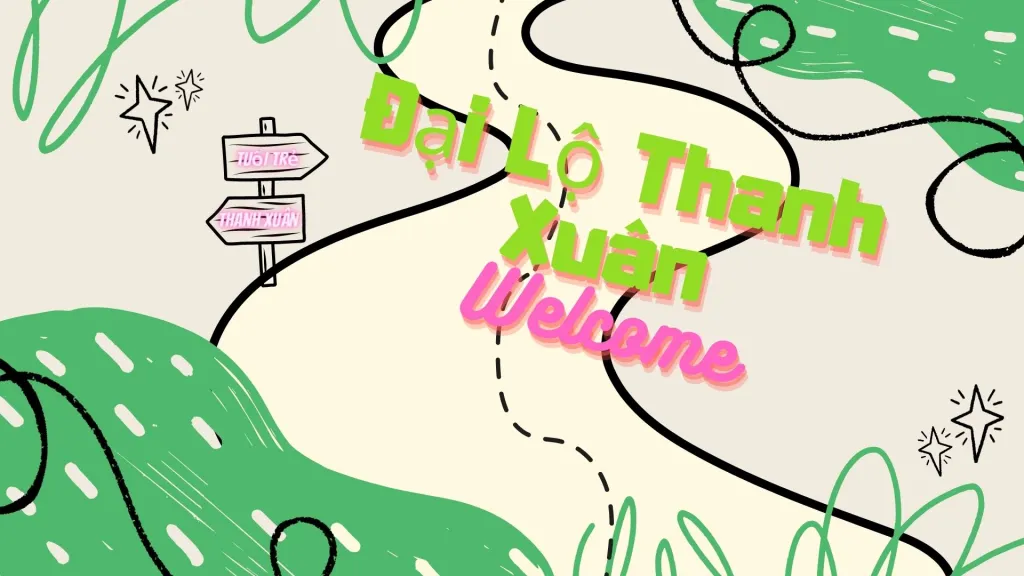 TUổI TRẻ
THANH XUÂN
Đại Lộ Thanh
Xuân
Welcome